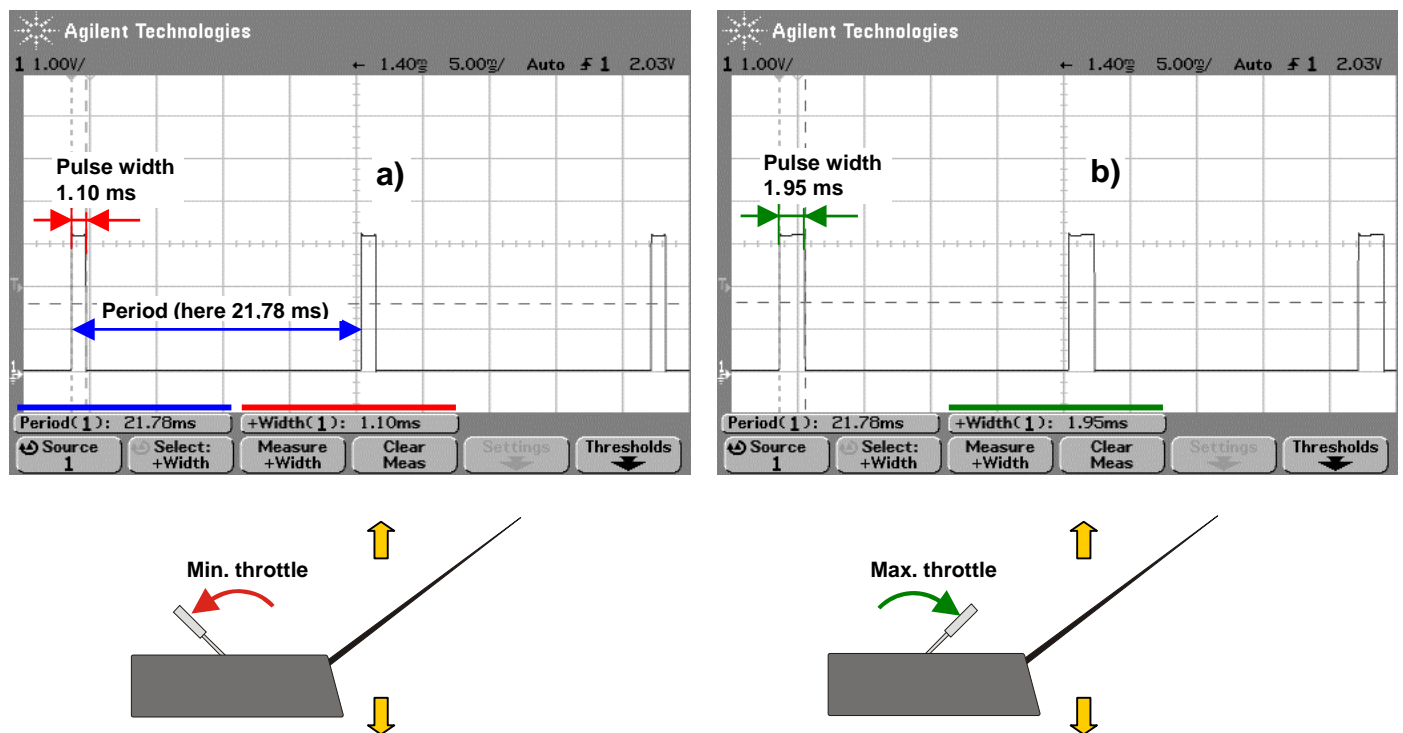 Agilent Technologies
1 1.00V/ ← 1.40ms 5.00ms/ Auto 1 2.03V
Pulse width
1.10 ms
a)
T
Period (here 21.78 ms)
1
Period(1): 21.78ms +Width(1): 1.10ms
Source
1
Select:
+Width
Measure
+Width
Clear
Meas
Settings
Thresholds
Min. throttle
Agilent Technologies
1 1.00V/ ← 1.40ms 5.00ms/ Auto 1 2.03V
Pulse width
1.95 ms
b)
T
1
Period(1): 21.78ms +Width(1): 1.95ms
Source
1
Select:
+Width
Measure
+Width
Clear
Meas
Settings
Thresholds
Max. throttle